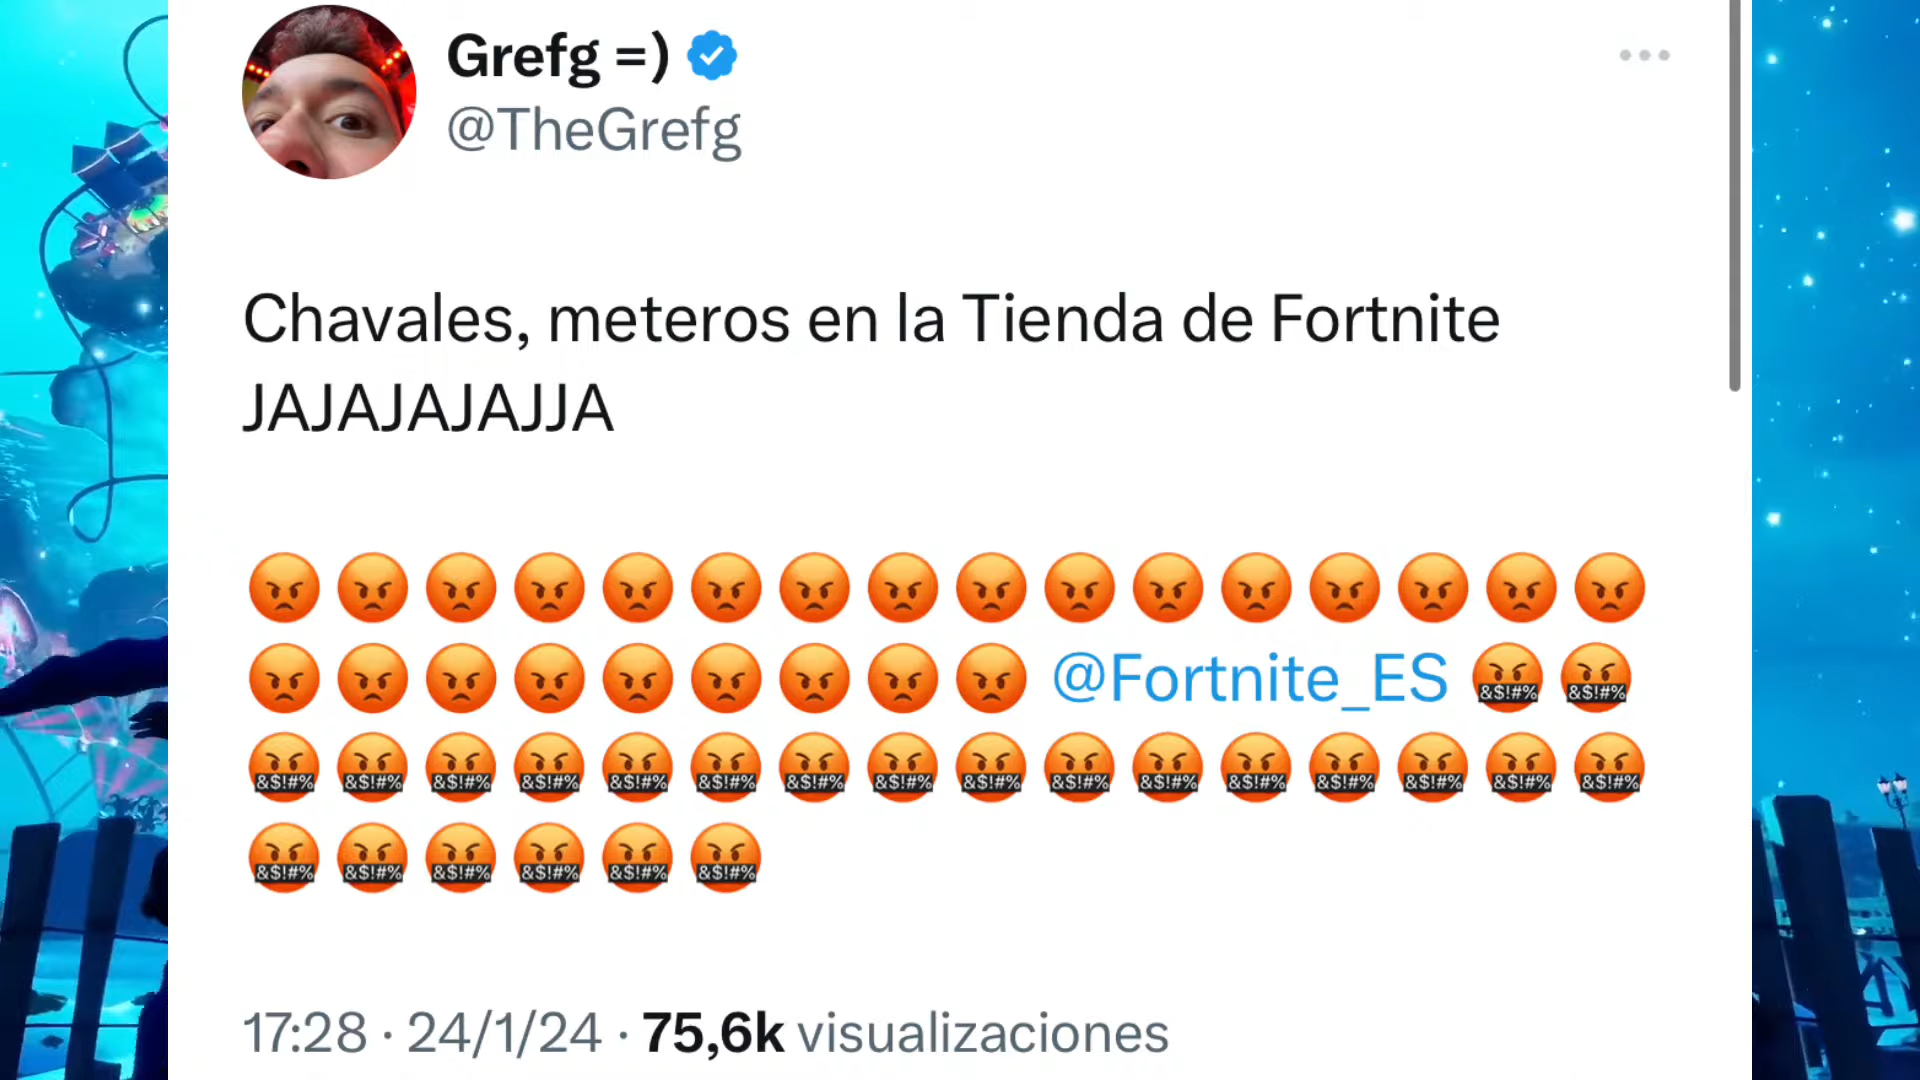 Grefg =)
@TheGrefg
Chavales, meteros en la Tienda de Fortnite
JAJAJAJAJJA
😡😡😡😡😡😡😡😡😡😡😡😡😡😡😡😡
😡😡😡😡😡😡😡😡😡 @Fortnite_ES 🤬🤬
🤬🤬🤬🤬🤬🤬🤬🤬🤬🤬🤬🤬🤬🤬🤬🤬
🤬🤬🤬🤬🤬🤬
17:28 · 24/1/24 · 75,6k visualizaciones